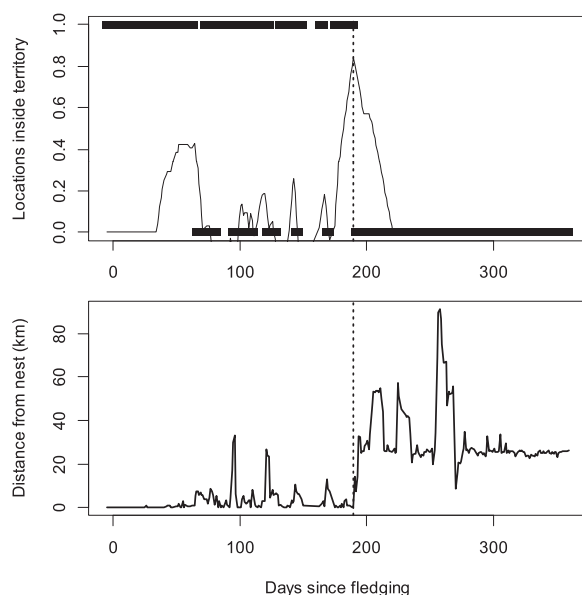 Locations inside territory
1.0
0.8
0.6
0.4
0.2
0.0
0 100 200 300
Distance from nest (km)
80
60
40
20
0
0 100 200 300
Days since fledging